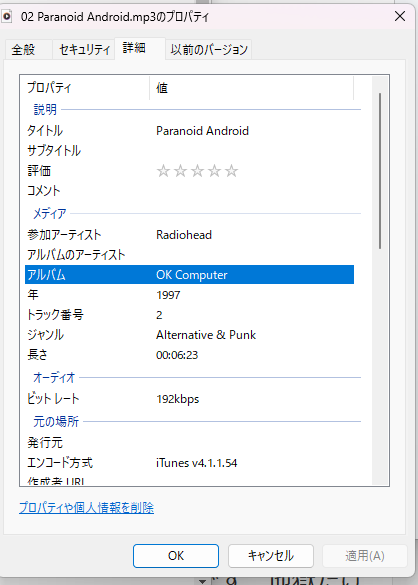 02 Paranoid Android.mp3のプロパティ
全般 セキュリティ 詳細 以前のバージョン
プロパティ 値
説明
タイトル Paranoid Android
サブタイトル
評価 ☆☆☆☆☆
コメント
メディア
参加アーティスト Radiohead
アルバムのアーティスト
アルバム OK Computer
年 1997
トラック番号 2
ジャンル Alternative & Punk
長さ 00:06:23
オーディオ
ビット レート 192kbps
元の場所
発行元
エンコード方式 iTunes v4.1.1.54
作成者 URL
プロパティや個人情報を削除
OK キャンセル 適用(A)